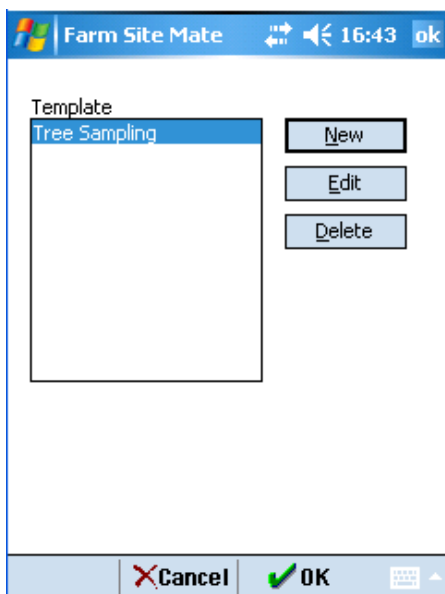 Farm Site Mate 16:43 ok
Template
Tree Sampling
New
Edit
Delete
Cancel OK